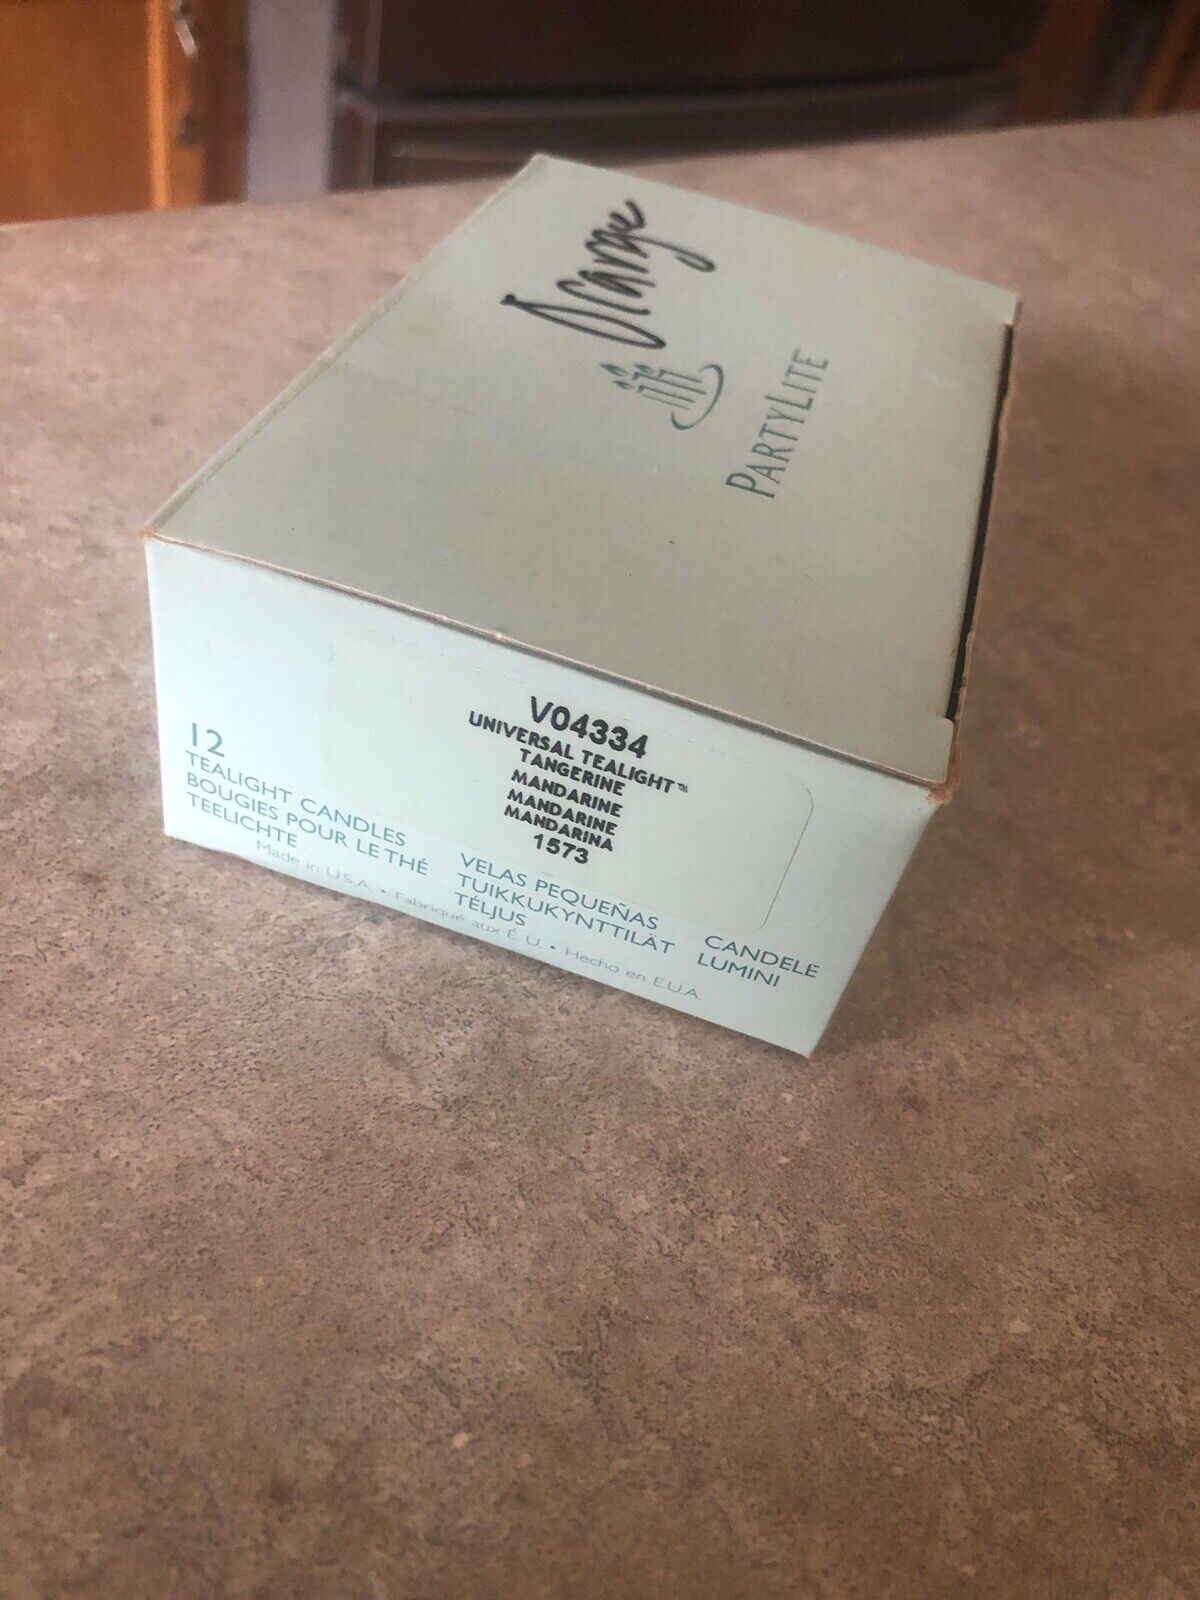 Orange
PARTYLITE
V04334
UNIVERSAL TEALIGHT™
TANGERINE
MANDARINE
MANDARINE
MANDARINA
1573
12
TEALIGHT CANDLES
BOUGIES POUR LE THÉ
TEELICHTE
VELAS PEQUEÑAS
TUIKKUKYNTTILÄT
TÉLJUS
CANDELE
LUMINI
Made in U.S.A. • Fabriqué aux É. U. • Hecho en E.U.A.